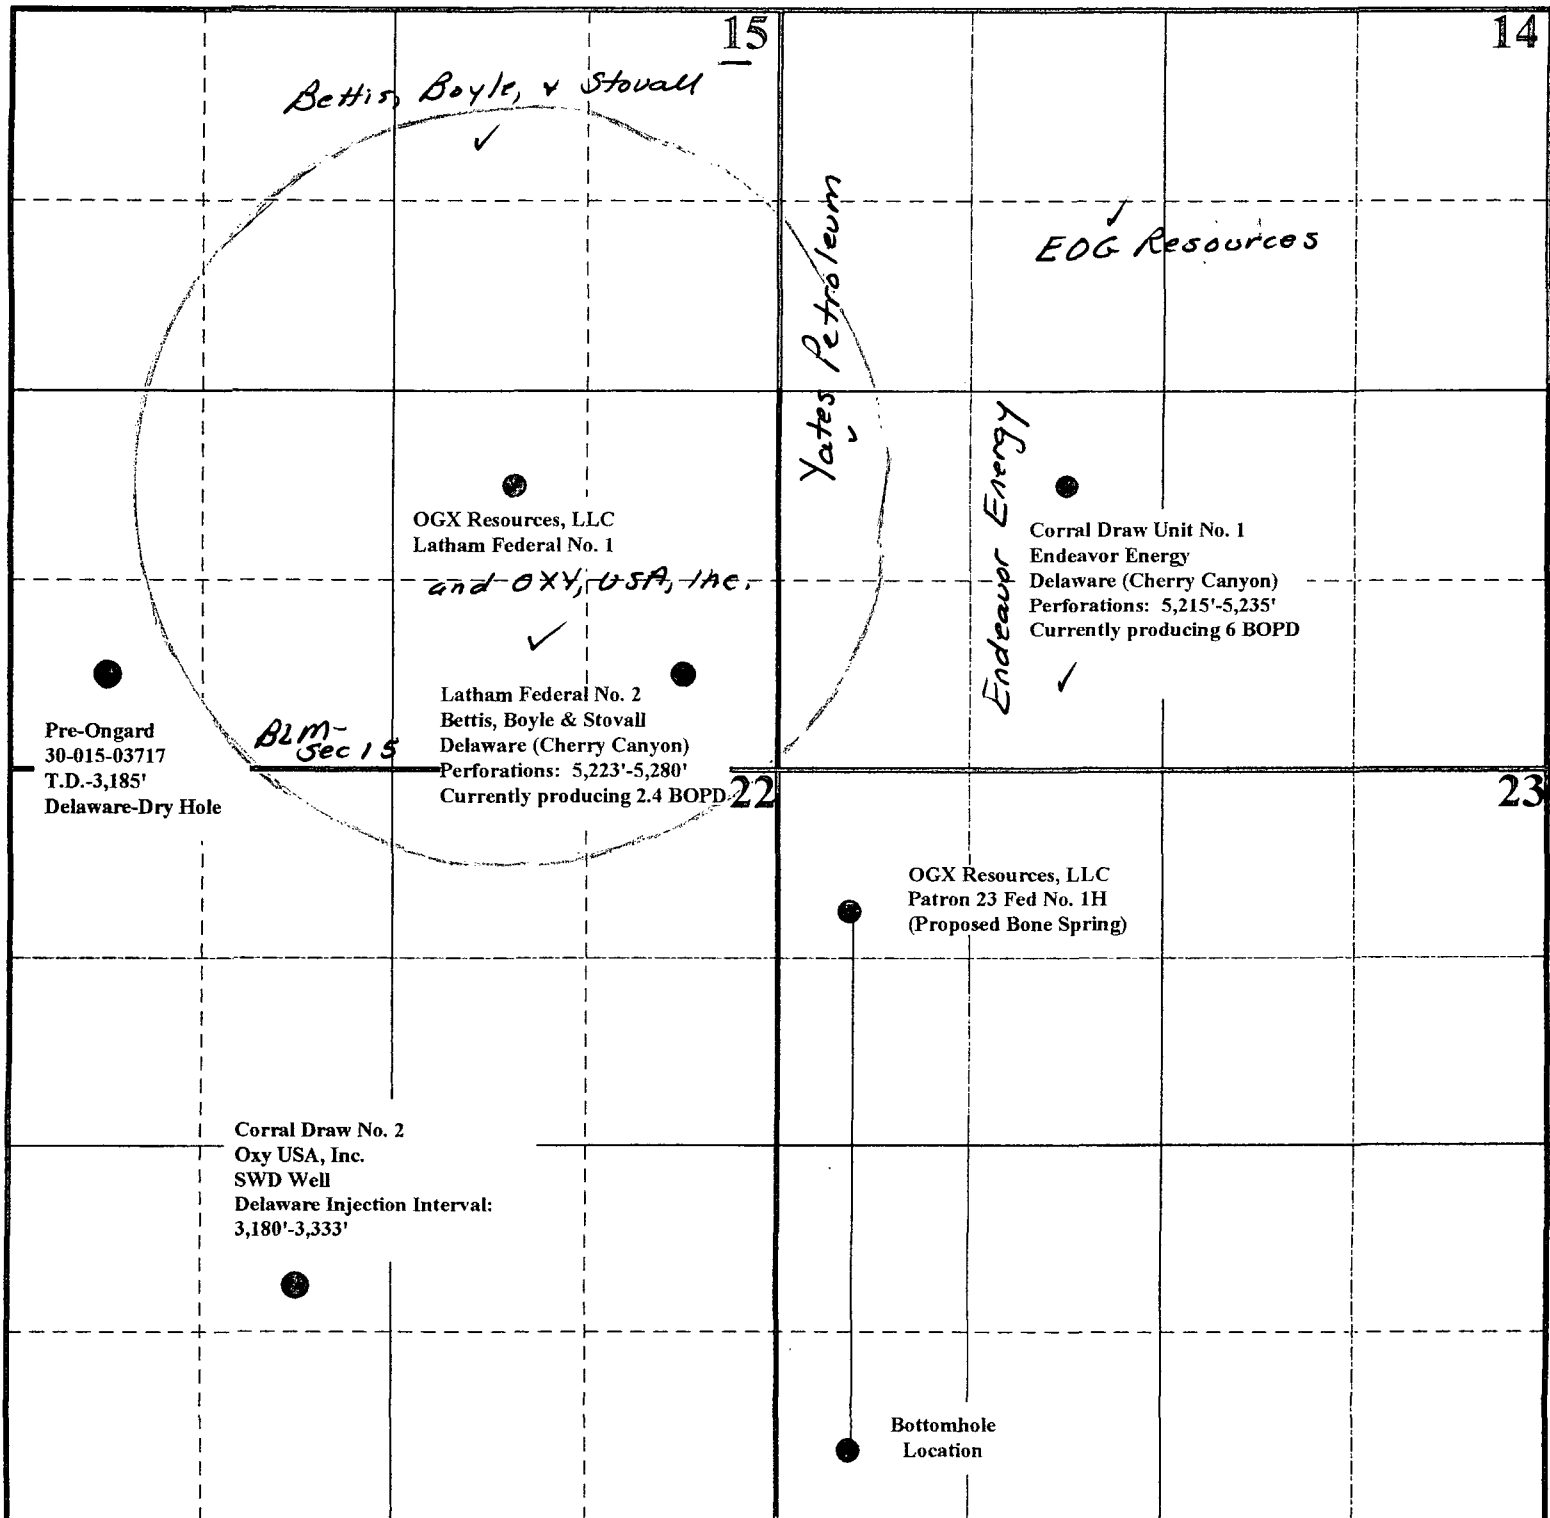 15
14
Bettis, Boyle, & Stovall
Yates Petroleum
EOG Resources
Endeavor Energy
OGX Resources, LLC
Latham Federal No. 1
and OXY, USA, Inc.
Corral Draw Unit No. 1
Endeavor Energy
Delaware (Cherry Canyon)
Perforations: 5,215'-5,235'
Currently producing 6 BOPD
Pre-Ongard
30-015-03717
T.D.-3,185'
Delaware-Dry Hole
BLM-
Sec 15
Latham Federal No. 2
Bettis, Boyle & Stovall
Delaware (Cherry Canyon)
Perforations: 5,223'-5,280'
Currently producing 2.4 BOPD
22
23
OGX Resources, LLC
Patron 23 Fed No. 1H
(Proposed Bone Spring)
Corral Draw No. 2
Oxy USA, Inc.
SWD Well
Delaware Injection Interval:
3,180'-3,333'
Bottomhole
Location